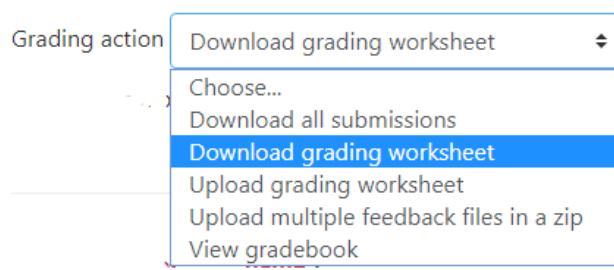 Grading action Download grading worksheet
Choose...
Download all submissions
Download grading worksheet
Upload grading worksheet
Upload multiple feedback files in a zip
View gradebook